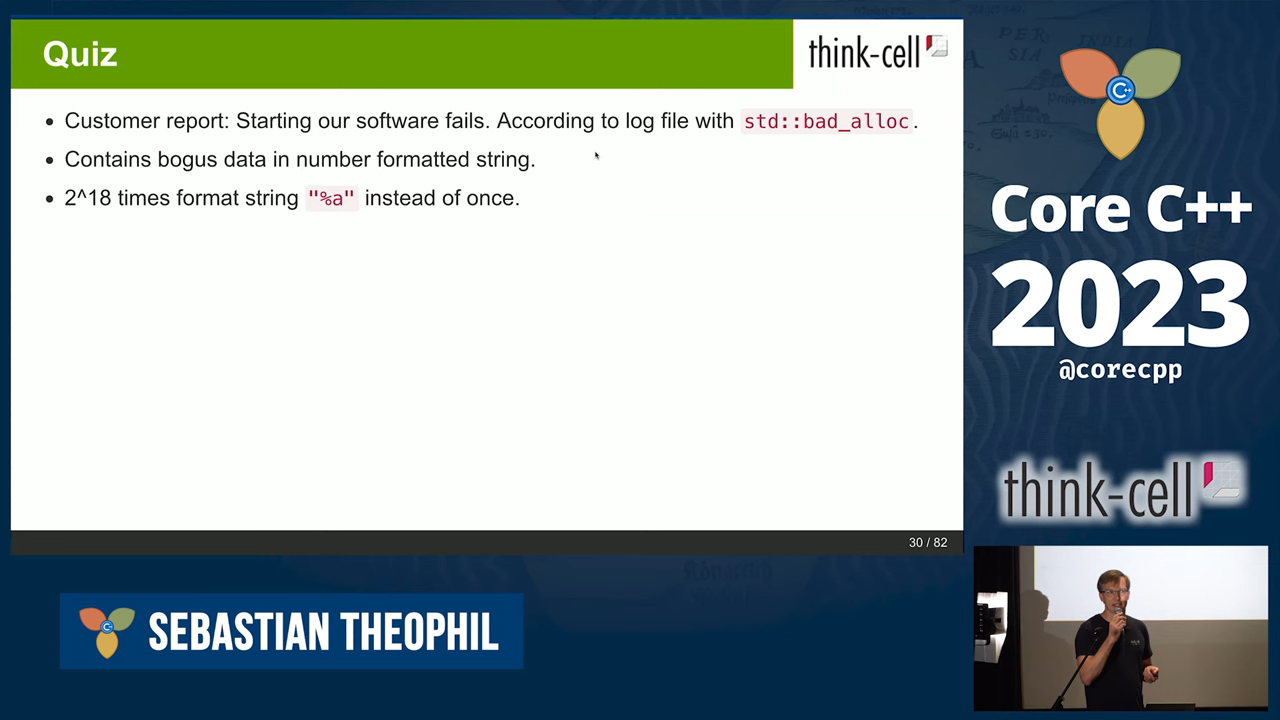 Quiz
think-cell
• Customer report: Starting our software fails. According to log file with std::bad_alloc.
• Contains bogus data in number formatted string.
• 2^18 times format string "%a" instead of once.
30 / 82
SEBASTIAN THEOPHIL
C++
Core C++
2023
@corecpp
think-cell